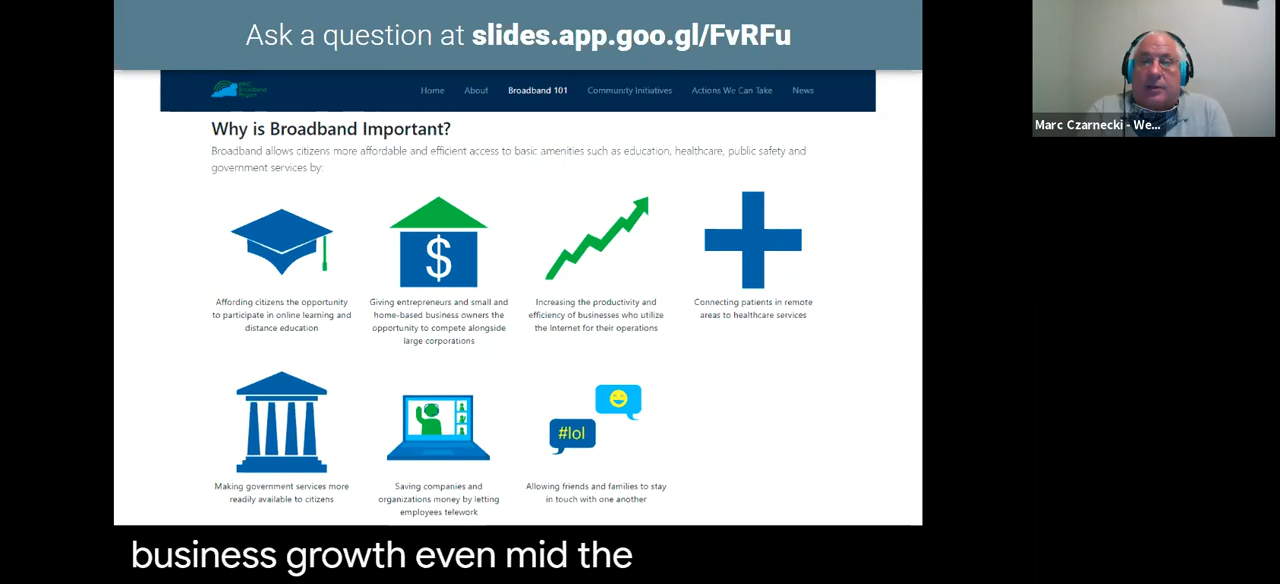 Ask a question at slides.app.goo.gl/FvRFu
Broadband
Project
Home About Broadband 101 Community Initiatives Actions We Can Take News
Marc Czarnecki - We...
Why is Broadband Important?
Broadband allows citizens more affordable and efficient access to basic amenities such as education, healthcare, public safety and
government services by:
$
Affording citizens the opportunity
to participate in online learning and
distance education
Giving entrepreneurs and small and
home-based business owners the
opportunity to compete alongside
large corporations
Increasing the productivity and
efficiency of businesses who utilize
the Internet for their operations
Connecting patients in remote
areas to healthcare services
#lol
Making government services more
readily available to citizens
Saving companies and
organizations money by letting
employees telework
Allowing friends and families to stay
in touch with one another
business growth even mid the